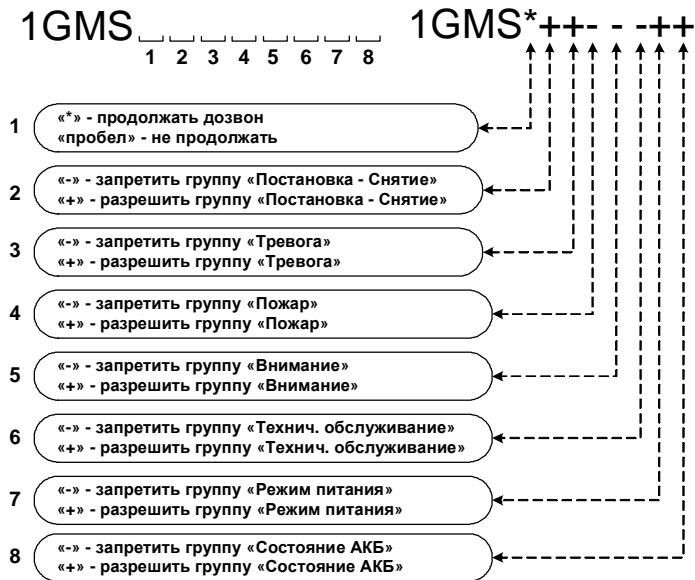 1GMS_ _ _ _ _ _ _ _ 1GMS*++- - -++
1 2 3 4 5 6 7 8
1 «*» - продолжать дозвон
«пробел» - не продолжать
2 «-» - запретить группу «Постановка - Снятие»
«+» - разрешить группу «Постановка - Снятие»
3 «-» - запретить группу «Тревога»
«+» - разрешить группу «Тревога»
4 «-» - запретить группу «Пожар»
«+» - разрешить группу «Пожар»
5 «-» - запретить группу «Внимание»
«+» - разрешить группу «Внимание»
6 «-» - запретить группу «Технич. обслуживание»
«+» - разрешить группу «Технич. обслуживание»
7 «-» - запретить группу «Режим питания»
«+» - разрешить группу «Режим питания»
8 «-» - запретить группу «Состояние АКБ»
«+» - разрешить группу «Состояние АКБ»